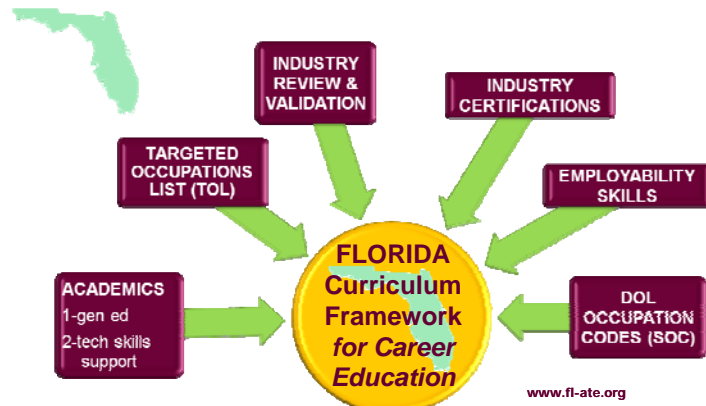 INDUSTRY
REVIEW &
VALIDATION
INDUSTRY
CERTIFICATIONS
TARGETED
OCCUPATIONS
LIST (TOL)
EMPLOYABILITY
SKILLS
ACADEMICS
1-gen ed
2-tech skills
support
FLORIDA
Curriculum
Framework
for Career
Education
DOL
OCCUPATION
CODES (SOC)
www.fl-ate.org